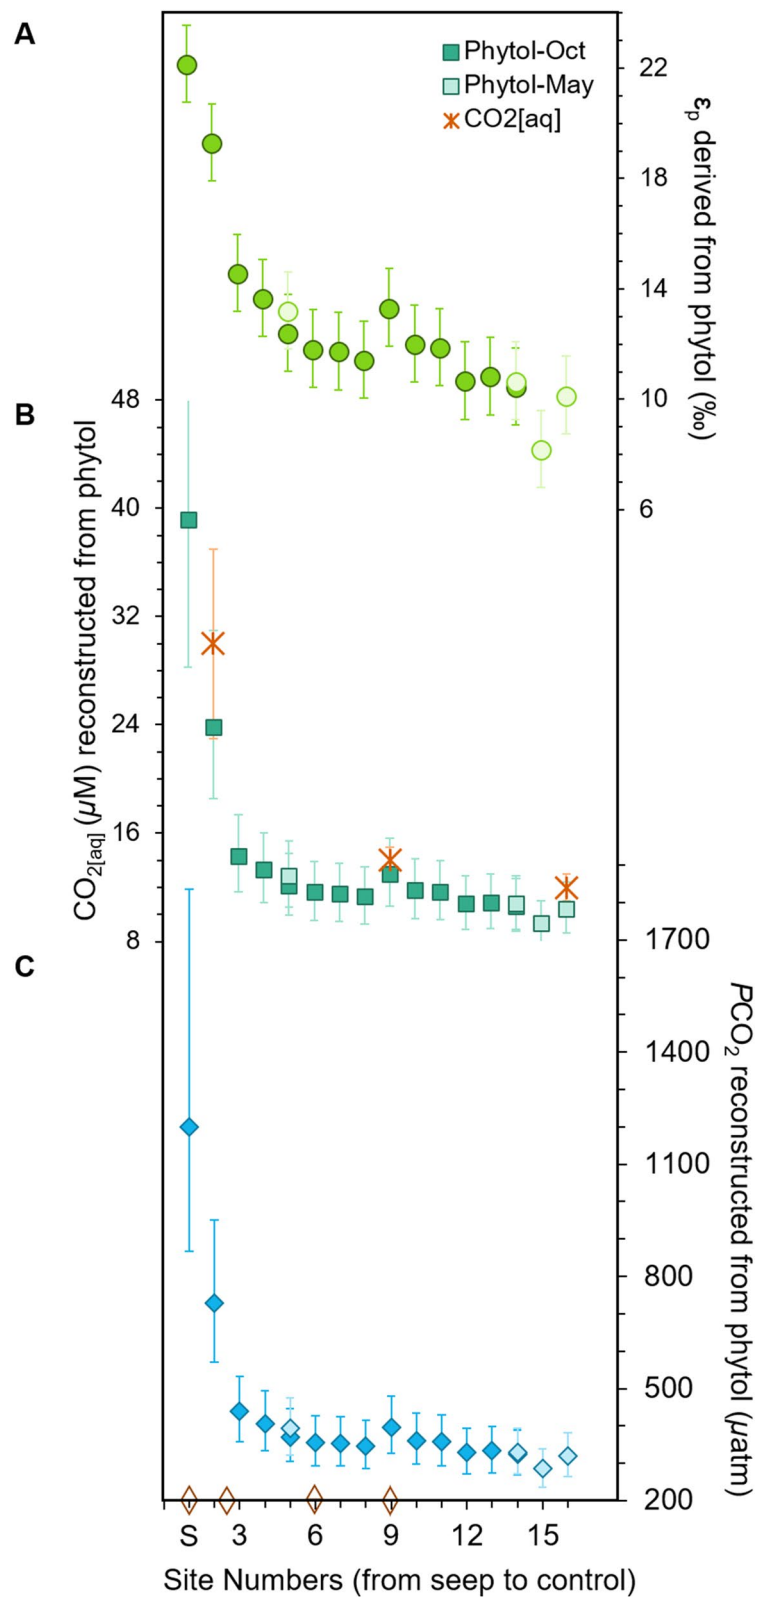 A
Phytol-Oct
Phytol-May
CO2[aq]
22
18
14
10
6
εp derived from phytol (‰)
B
48
40
32
24
16
8
CO2[aq] (μM) reconstructed from phytol
C
1700
1400
1100
800
500
200
PCO2 reconstructed from phytol (μatm)
S 3 6 9 12 15
Site Numbers (from seep to control)